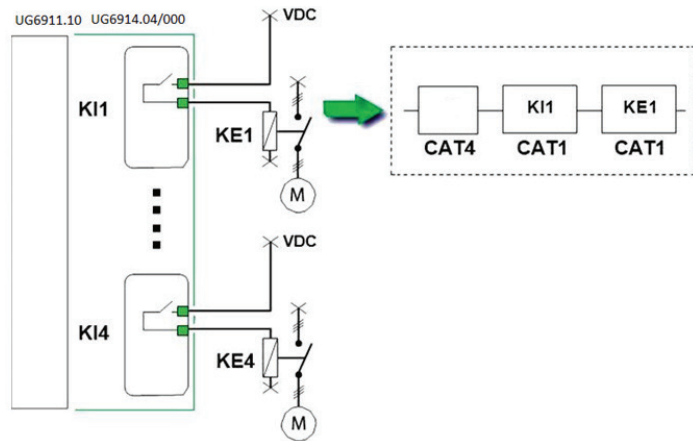 UG6911.10 UG6914.04/000
VDC
KI1
KE1
M
KI1 KE1
CAT4 CAT1 CAT1
VDC
KI4
KE4
M